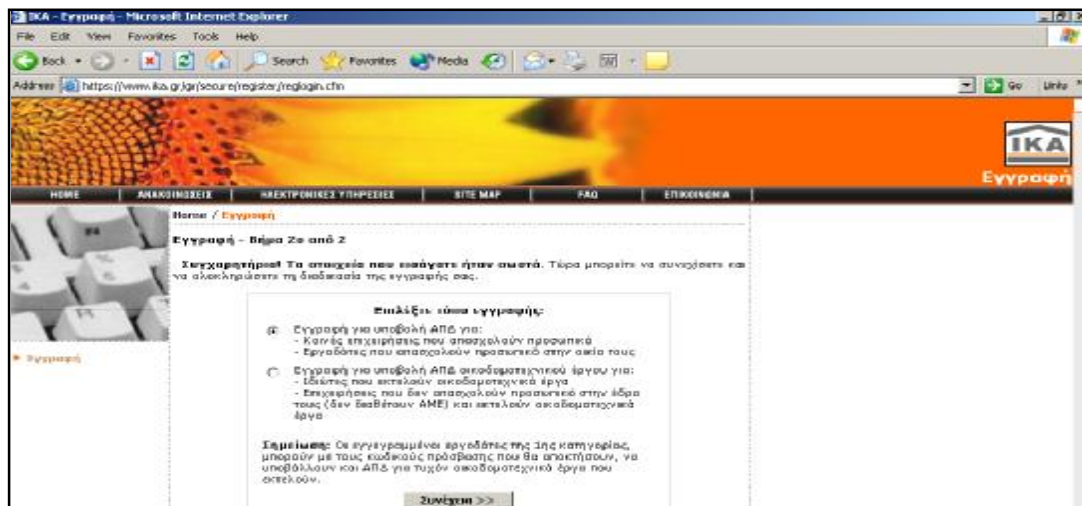 IKA - Εγγραφή - Microsoft Internet Explorer
File Edit View Favorites Tools Help
Back Search Favorites Media
Address https://www.ika.gr/gr/secure/register/reglogin.cfm Go Links
IKA
Εγγραφή
HOME ΑΝΑΚΟΙΝΩΣΕΙΣ ΗΛΕΚΤΡΟΝΙΚΕΣ ΥΠΗΡΕΣΙΕΣ SITE MAP FAQ ΕΠΙΚΟΙΝΩΝΙΑ
Home / Εγγραφή
Εγγραφή - Βήμα 2ο από 2
Συγχαρητήρια! Τα στοιχεία που εισάγατε ήταν σωστά. Τώρα μπορείτε να συνεχίσετε και
να ολοκληρώσετε τη διαδικασία της εγγραφής σας.
Επιλέξτε τύπο εγγραφής:
Εγγραφή για υποβολή ΑΠΔ για:
- Κοινές επιχειρήσεις που απασχολούν προσωπικό
- Εργοδότες που απασχολούν προσωπικό στην οικία τους
Εγγραφή για υποβολή ΑΠΔ οικοδομοτεχνικού έργου για:
- Ιδιώτες που εκτελούν οικοδομοτεχνικά έργα
- Επιχειρήσεις που δεν απασχολούν προσωπικό στην έδρα
τους (δεν διαθέτουν ΑΜΕ) και εκτελούν οικοδομοτεχνικά
έργα
Εγγραφή
Σημείωση: Οι εγγεγραμμένοι εργοδότες της 1ης κατηγορίας,
μπορούν με τους κωδικούς πρόσβασης που θα αποκτήσουν, να
υποβάλλουν και ΑΠΔ για τυχόν οικοδομοτεχνικά έργα που
εκτελούν.
Συνέχεια >>